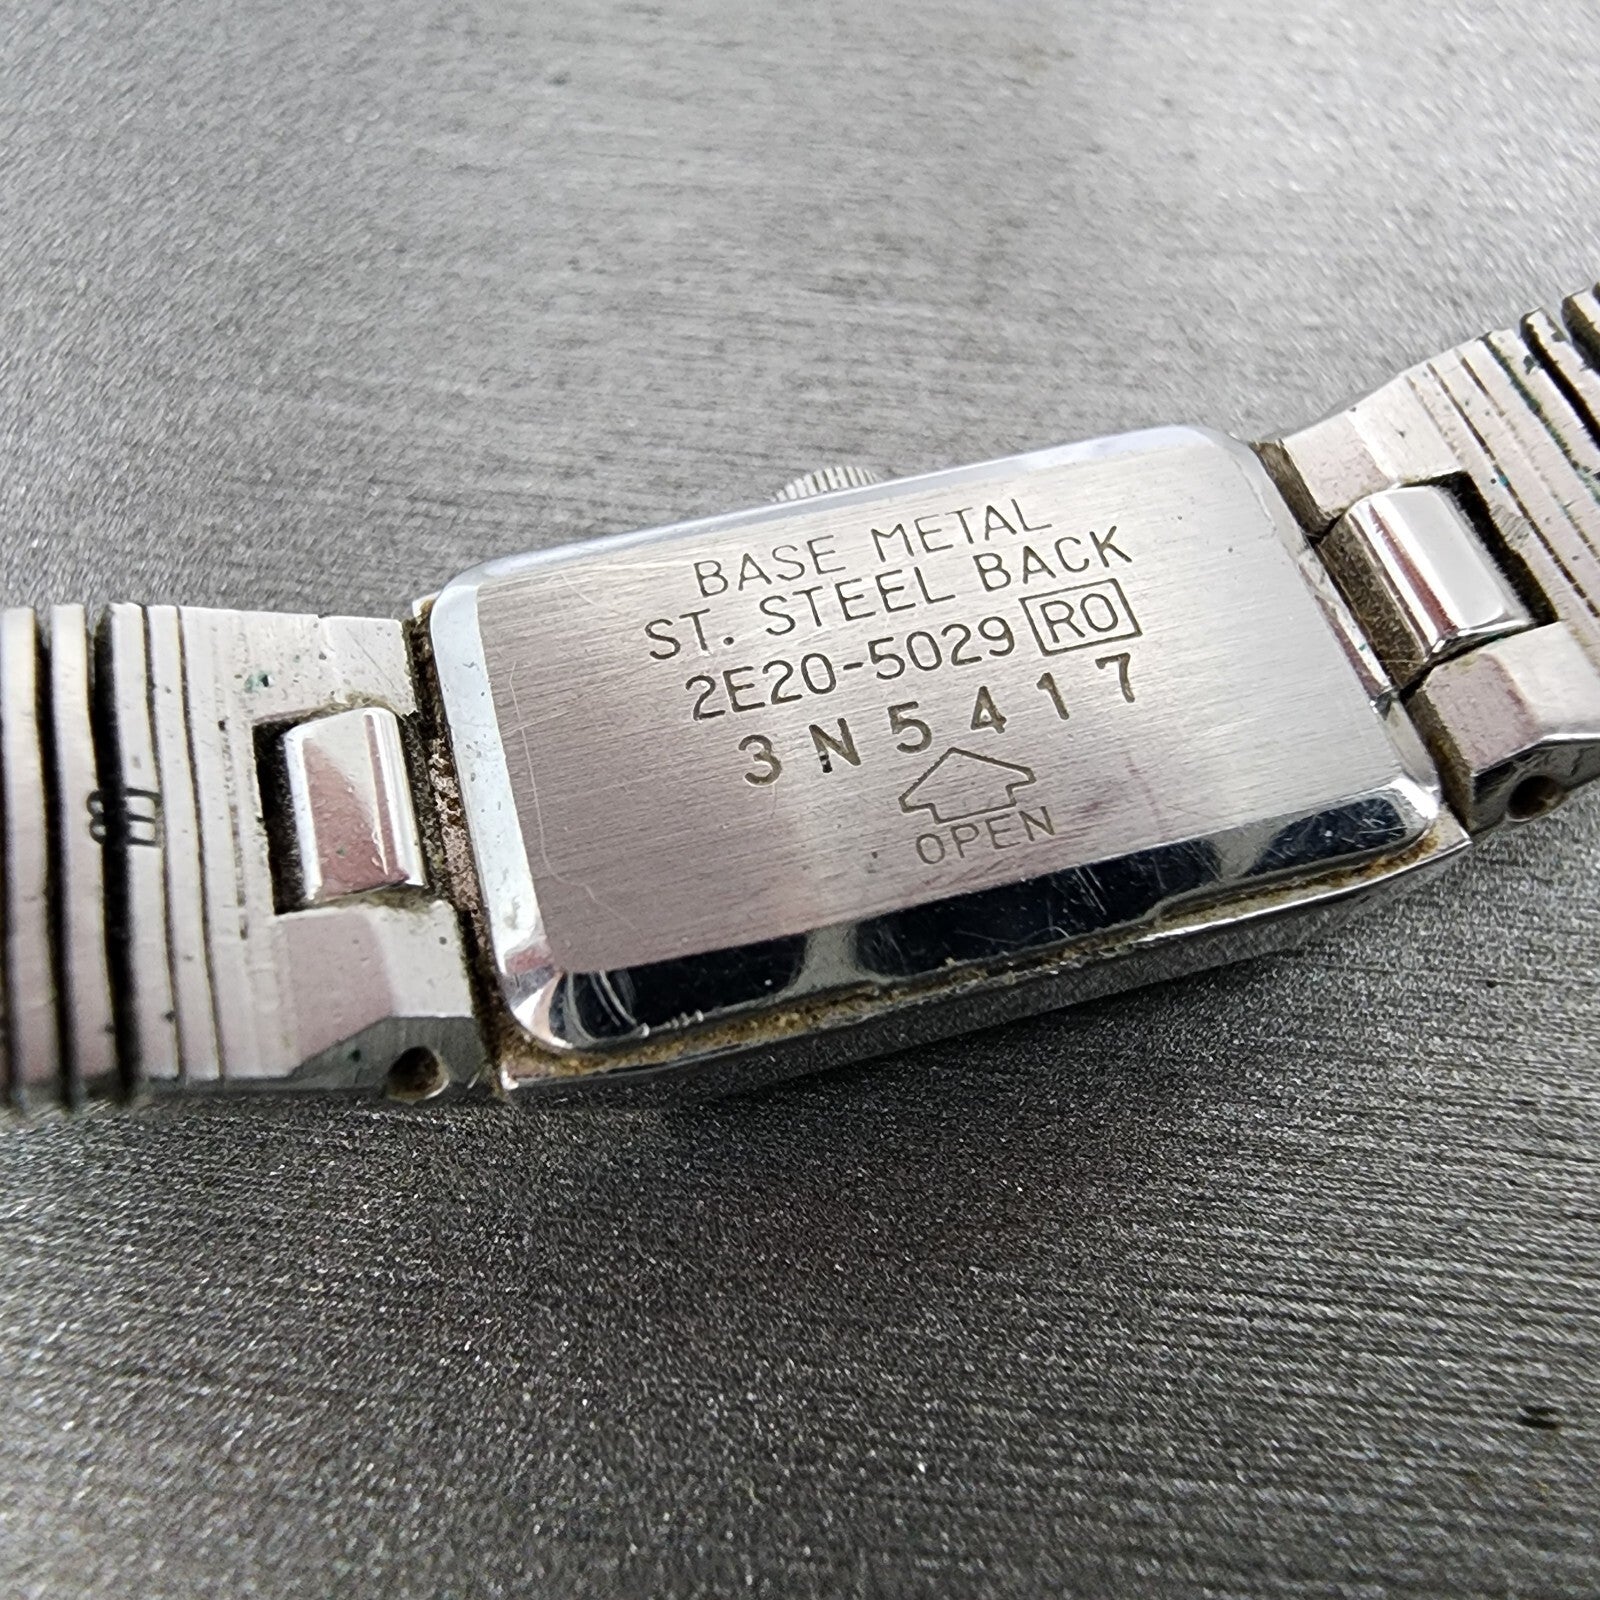 BASE METAL
ST. STEEL BACK
2E20-5029 RO
3N5417
OPEN